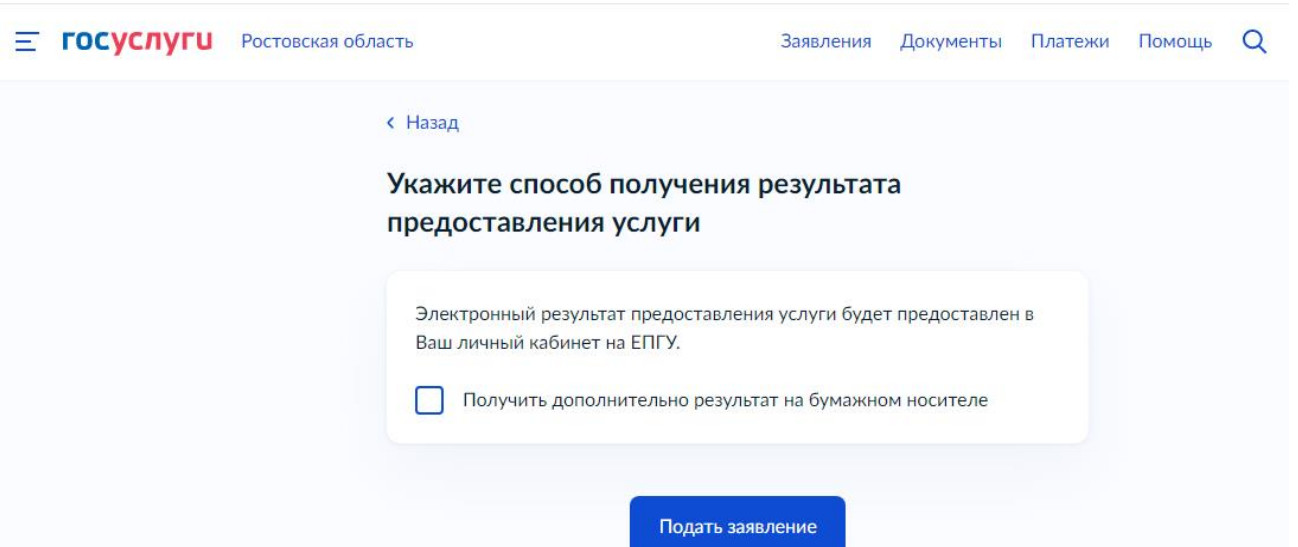 госуслуги Ростовская область Заявления Документы Платежи Помощь
Назад
Укажите способ получения результата
предоставления услуги
Электронный результат предоставления услуги будет предоставлен в
Ваш личный кабинет на ЕПГУ.
Получить дополнительно результат на бумажном носителе
Подать заявление